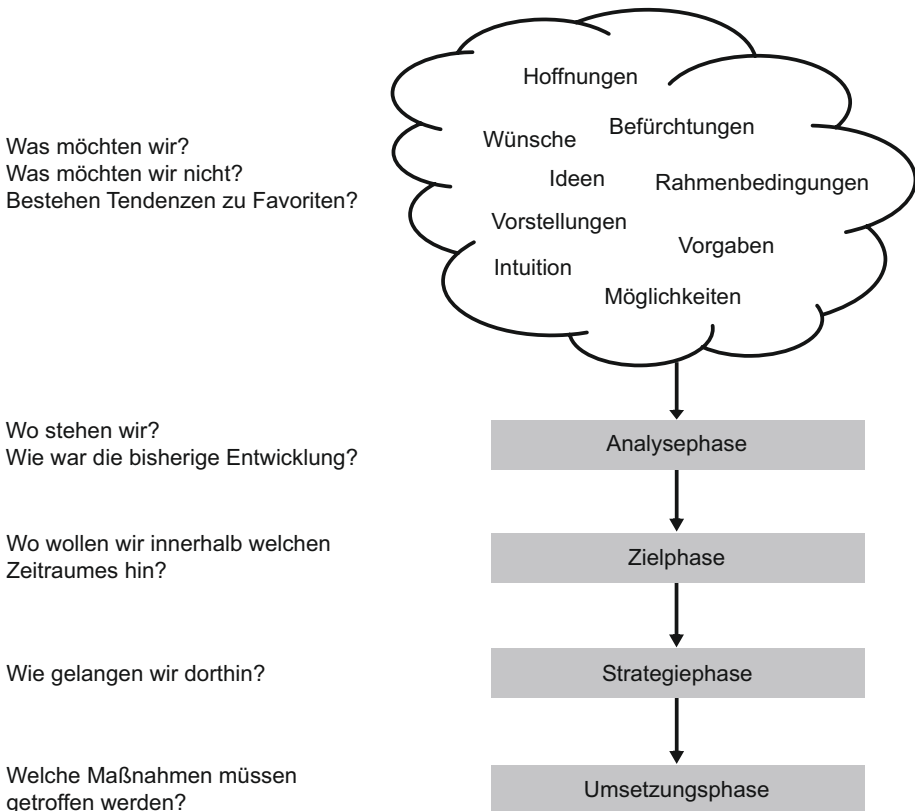 Hoffnungen
Wünsche
Befürchtungen
Ideen
Rahmenbedingungen
Vorstellungen
Vorgaben
Intuition
Möglichkeiten
Was möchten wir?
Was möchten wir nicht?
Bestehen Tendenzen zu Favoriten?
Wo stehen wir?
Wie war die bisherige Entwicklung?
Analysephase
Wo wollen wir innerhalb welchen
Zeitraumes hin?
Zielphase
Wie gelangen wir dorthin?
Strategiephase
Welche Maßnahmen müssen
getroffen werden?
Umsetzungsphase